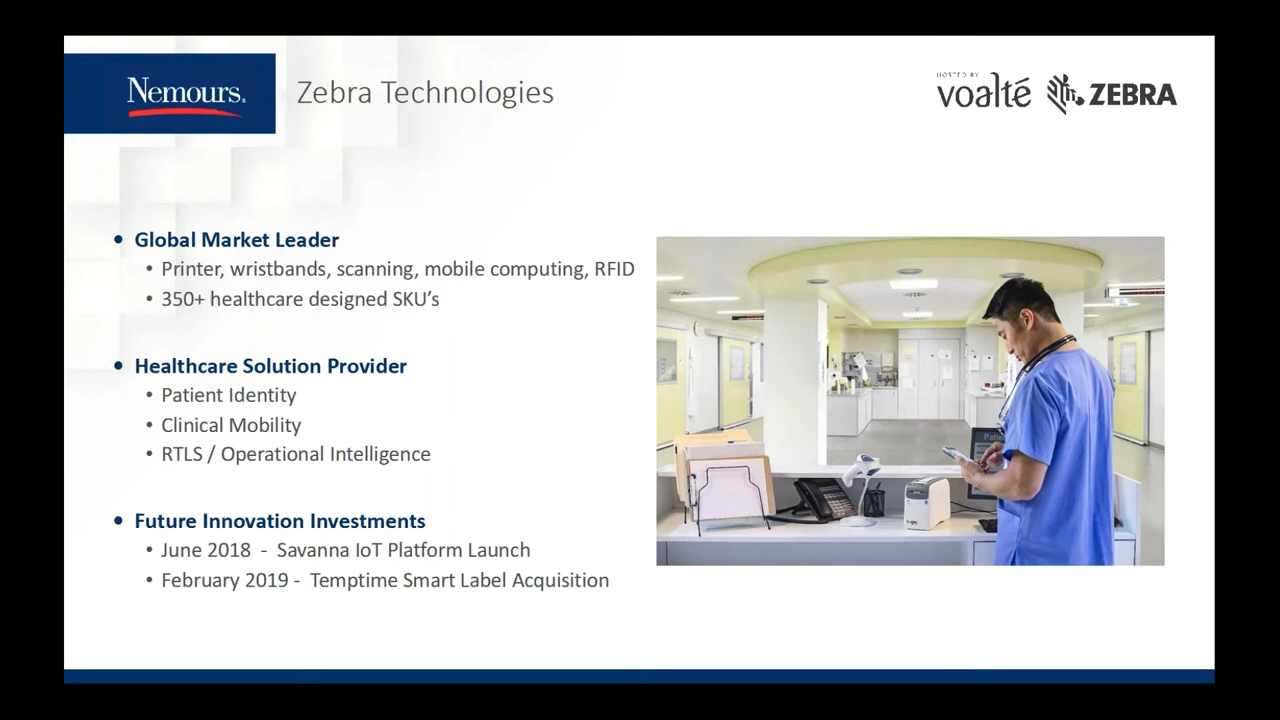 Nemours.
Zebra Technologies
HOSTED BY
voalté
ZEBRA
• Global Market Leader
• Printer, wristbands, scanning, mobile computing, RFID
• 350+ healthcare designed SKU’s
• Healthcare Solution Provider
• Patient Identity
• Clinical Mobility
• RTLS / Operational Intelligence
• Future Innovation Investments
• June 2018 - Savanna IoT Platform Launch
• February 2019 - Temptime Smart Label Acquisition